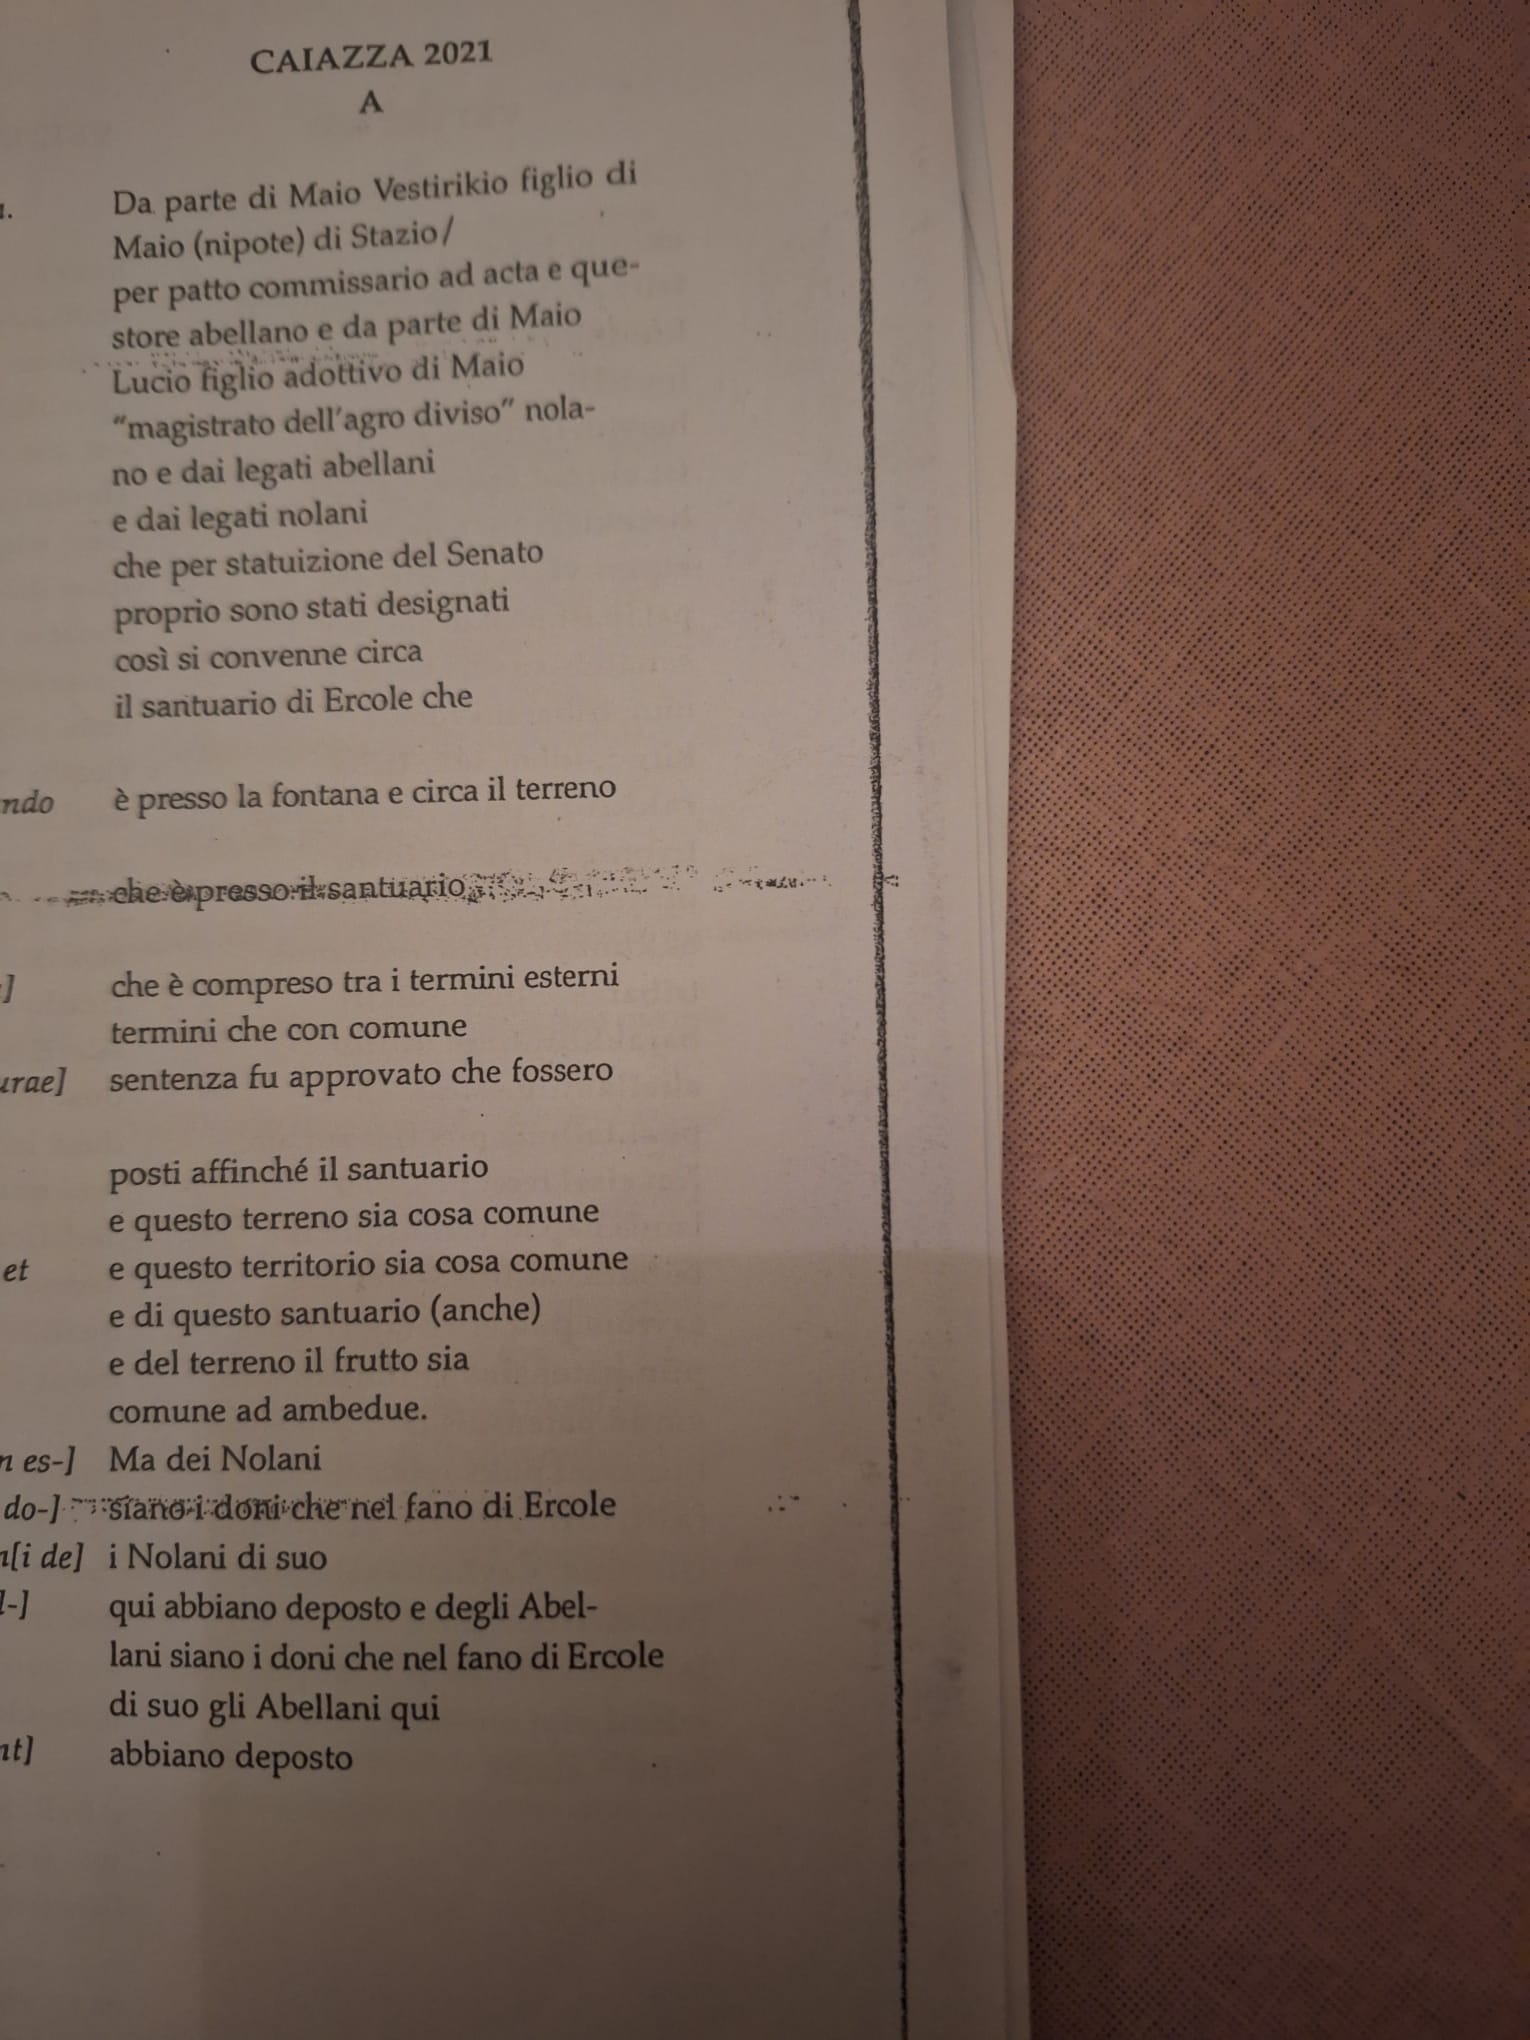 CAIAZZA 2021
A
Da parte di Maio Vestirikio figlio di
Maio (nipote) di Stazio/
per patto commissario ad acta e que-
store abellano e da parte di Maio
Lucio figlio adottivo di Maio
“magistrato dell’agro diviso” nola-
no e dai legati abellani
e dai legati nolani
che per statuizione del Senato
proprio sono stati designati
così si convenne circa
il santuario di Ercole che
ndo è presso la fontana e circa il terreno
che è presso il santuario
] che è compreso tra i termini esterni
termini che con comune
urae] sentenza fu approvato che fossero
posti affinché il santuario
e questo terreno sia cosa comune
et e questo territorio sia cosa comune
e di questo santuario (anche)
e del terreno il frutto sia
comune ad ambedue.
n es-] Ma dei Nolani
do-] siano i doni che nel fano di Ercole
[i de] i Nolani di suo
l-] qui abbiano deposto e degli Abel-
lani siano i doni che nel fano di Ercole
di suo gli Abellani qui
nt] abbiano deposto